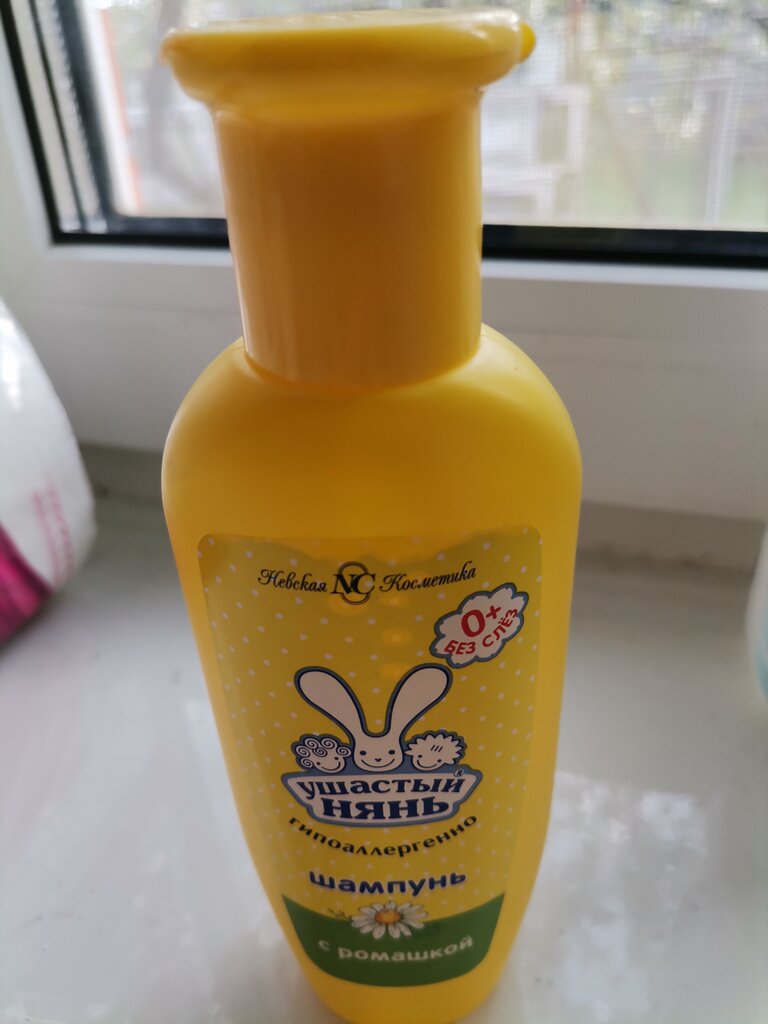 Невская NC Косметика
0+
БЕЗ СЛЁЗ
ушастый®
нянь
гипоаллергенно
шампунь
с ромашкой